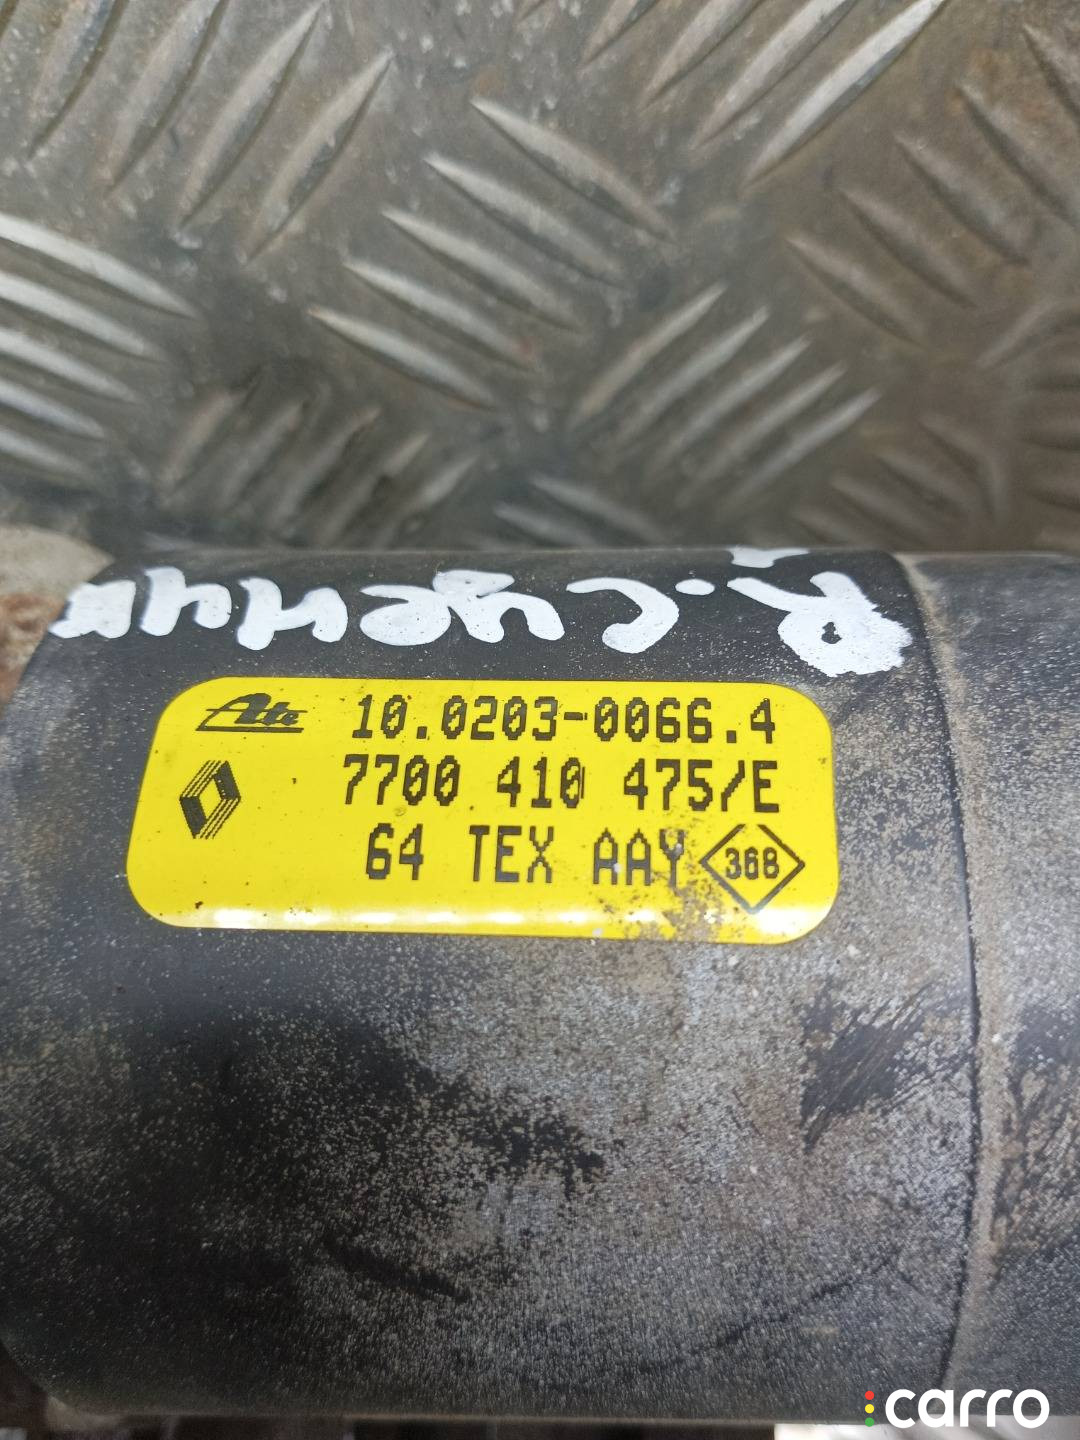 R.Сценик
Ate 10.0203-0066.4
7700 410 475/E
64 TEX AAY 368
carro